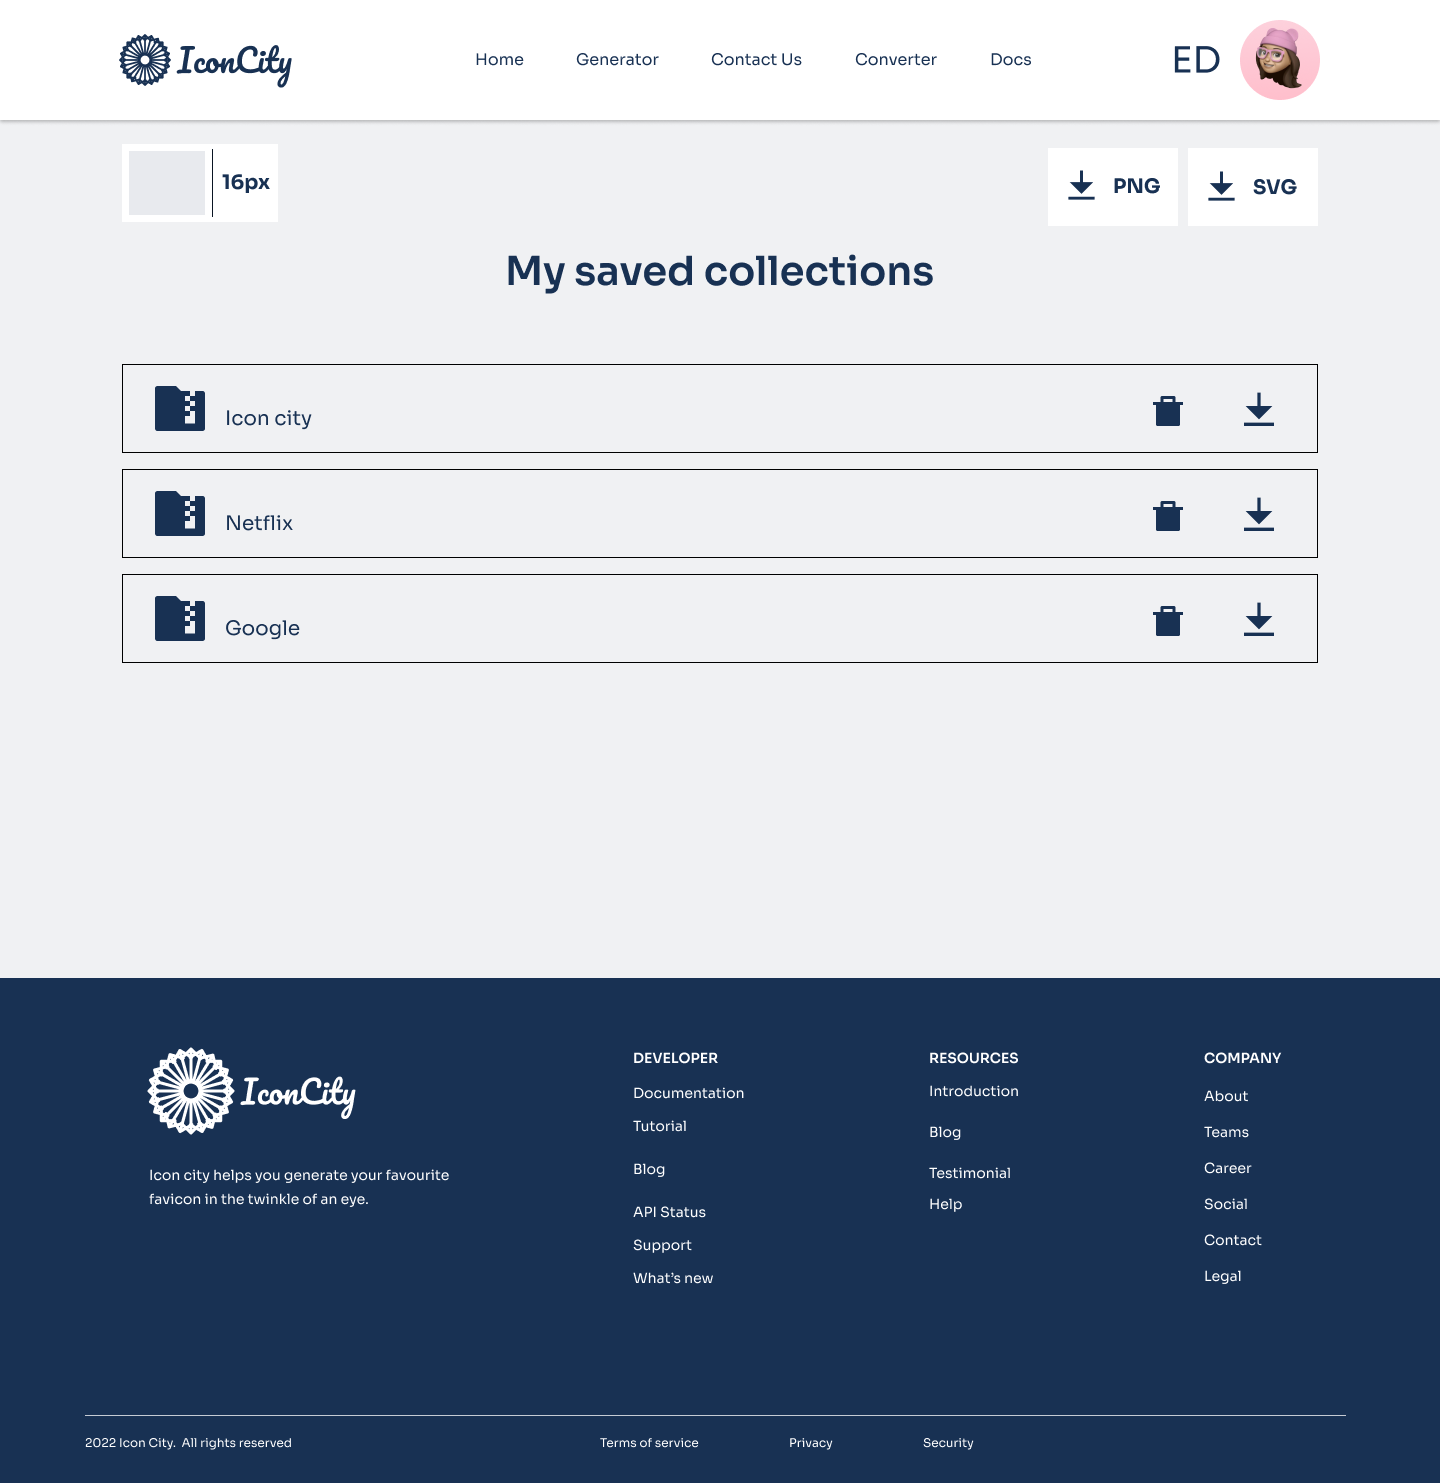 IconCity
Home
Generator
Contact Us
Converter
Docs
ED
16px
PNG
SVG
My saved collections
Icon city
Netflix
Google
IconCity
Icon city helps you generate your favourite
favicon in the twinkle of an eye.
DEVELOPER
Documentation
Tutorial
Blog
API Status
Support
What's new
RESOURCES
Introduction
Blog
Testimonial
Help
COMPANY
About
Teams
Career
Social
Contact
Legal
2022 Icon City.  All rights reserved
Terms of service
Privacy
Security